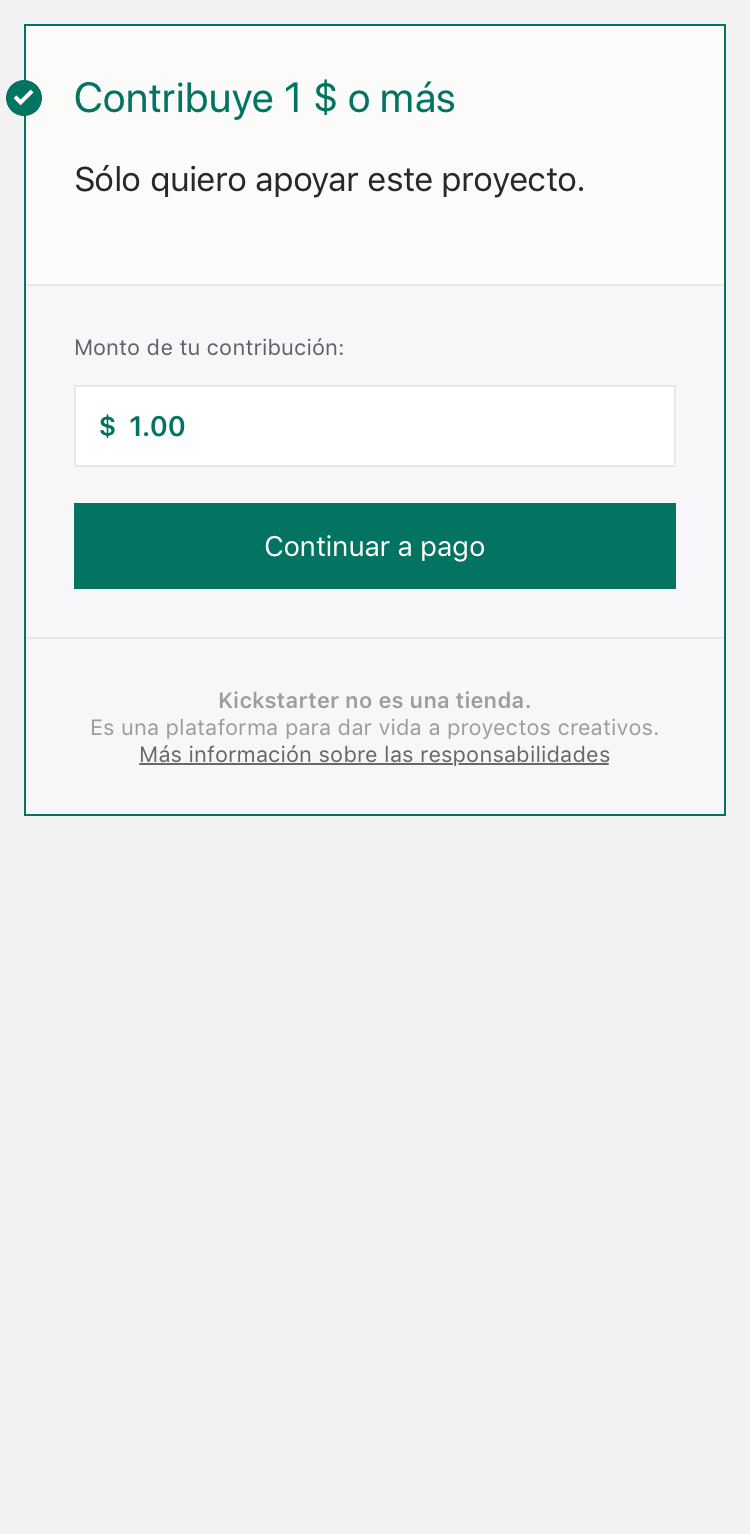 Contribuye 1 $ o más
Sólo quiero apoyar este proyecto.
Monto de tu contribución:
$ 1.00
Continuar a pago
Kickstarter no es una tienda.
Es una plataforma para dar vida a proyectos creativos.
Más información sobre las responsabilidades